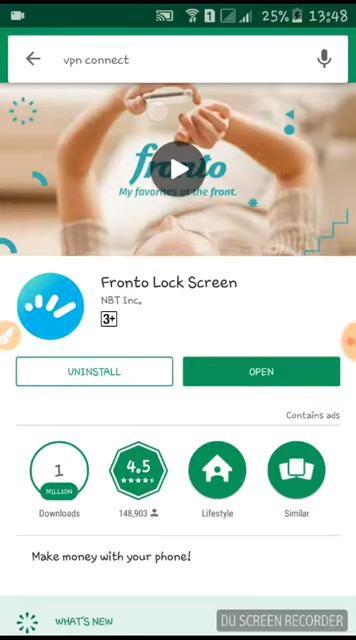 1
25% 13:48
vpn connect
fronto
My favorites at the front.
Fronto Lock Screen
NBT Inc.
3+
UNINSTALL
OPEN
Contains ads
1
MILLION
4.5
Downloads
148,903
Lifestyle
Similar
Make money with your phone!
WHAT'S NEW
DU SCREEN RECORDER